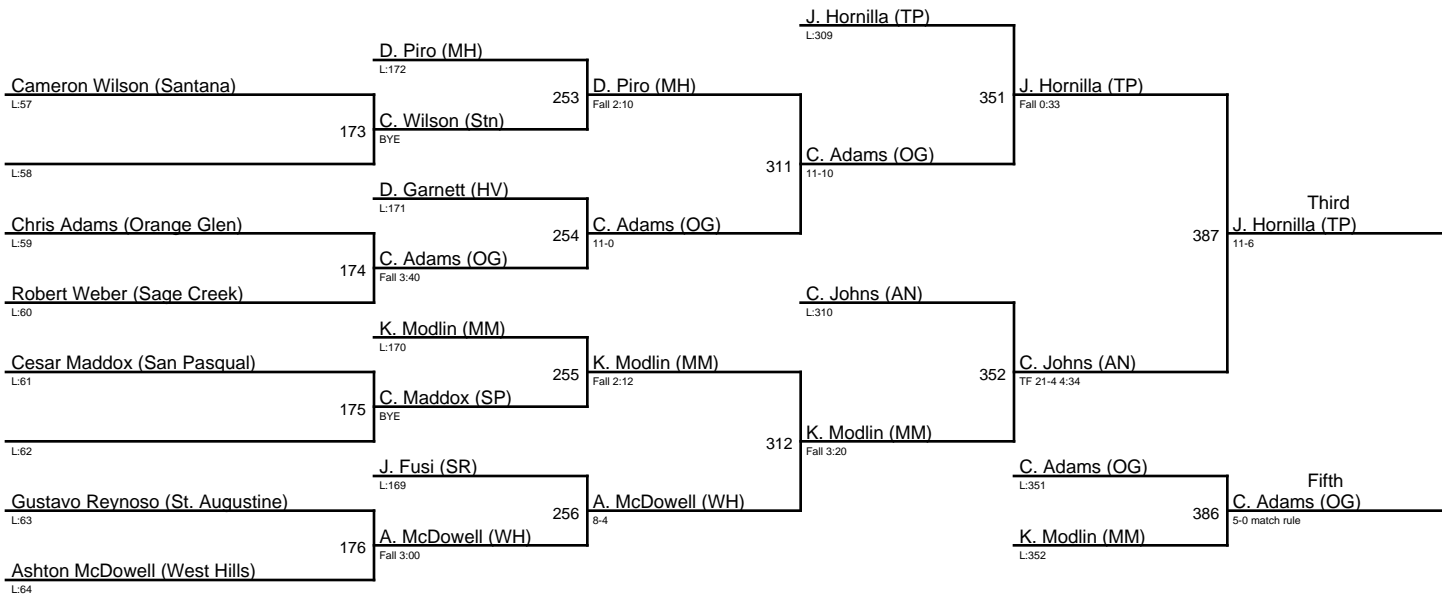 J. Hornilla (TP)
L:309
D. Piro (MH)
L:172
Cameron Wilson (Santana)
L:57
253
D. Piro (MH)
Fall 2:10
351
J. Hornilla (TP)
Fall 0:33
173
C. Wilson (Stn)
BYE
L:58
311
C. Adams (OG)
11-10
D. Garnett (HV)
L:171
Third
Chris Adams (Orange Glen)
L:59
254
C. Adams (OG)
11-0
387
J. Hornilla (TP)
11-6
174
C. Adams (OG)
Fall 3:40
Robert Weber (Sage Creek)
L:60
C. Johns (AN)
L:310
K. Modlin (MM)
L:170
Cesar Maddox (San Pasqual)
L:61
255
K. Modlin (MM)
Fall 2:12
352
C. Johns (AN)
TF 21-4 4:34
175
C. Maddox (SP)
BYE
L:62
312
K. Modlin (MM)
Fall 3:20
J. Fusi (SR)
L:169
C. Adams (OG)
L:351
Fifth
Gustavo Reynoso (St. Augustine)
L:63
256
A. McDowell (WH)
8-4
386
C. Adams (OG)
5-0 match rule
176
A. McDowell (WH)
Fall 3:00
K. Modlin (MM)
L:352
Ashton McDowell (West Hills)
L:64